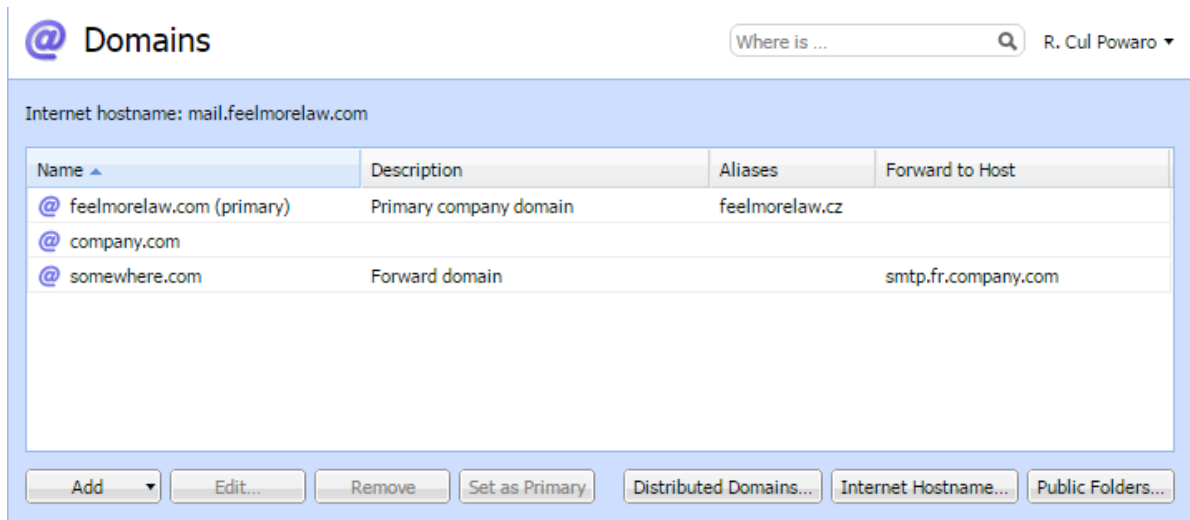 Domains
Where is ...
R. Cul Powaro
Internet hostname: mail.feelmorelaw.com
Name Description Aliases Forward to Host
feelmorelaw.com (primary) Primary company domain feelmorelaw.cz
company.com
somewhere.com Forward domain smtp.fr.company.com
Add Edit... Remove Set as Primary Distributed Domains... Internet Hostname... Public Folders...